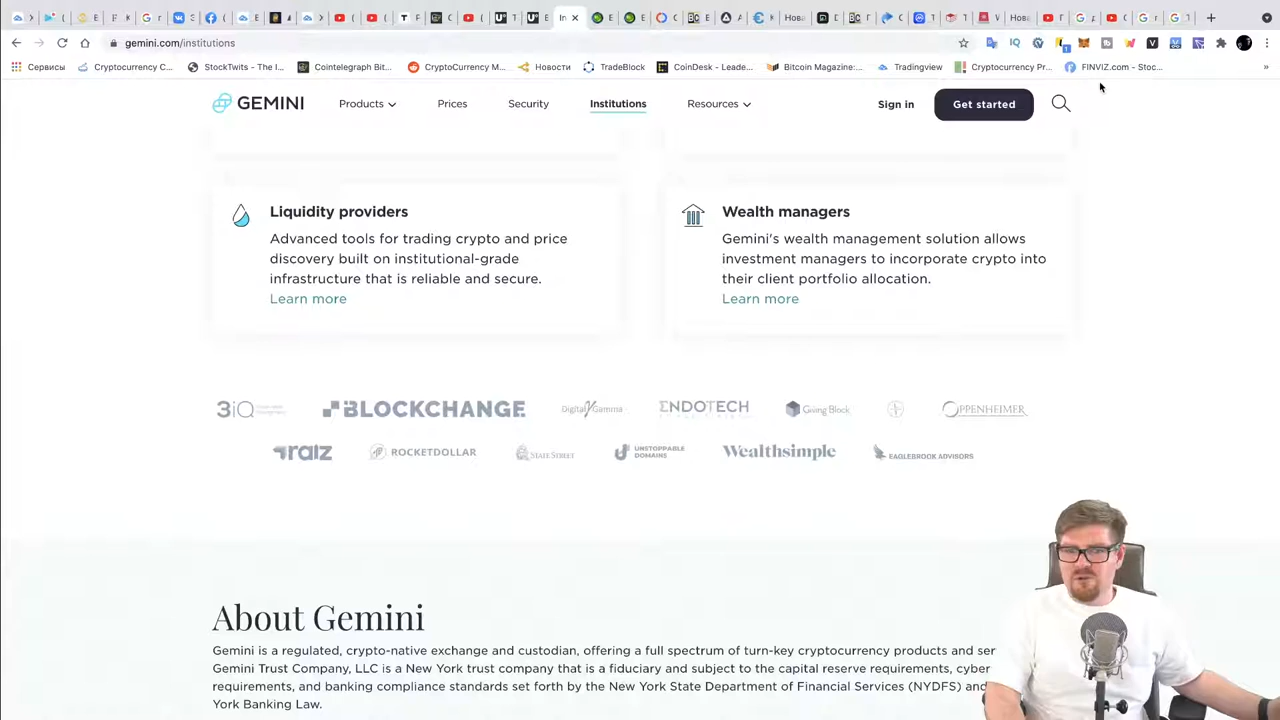 gemini.com/institutions
Сервисы
Cryptocurrency C...
StockTwits - The I...
Cointelegraph Bit...
CryptoCurrency M...
Новости
TradeBlock
CoinDesk - Leade...
Bitcoin Magazine:...
Tradingview
Cryptocurrency Pr...
FINVIZ.com - Stoc...
GEMINI
Products
Prices
Security
Institutions
Resources
Sign in
Get started
Liquidity providers
Advanced tools for trading crypto and price
discovery built on institutional-grade
infrastructure that is reliable and secure.
Learn more
Wealth managers
Gemini's wealth management solution allows
investment managers to incorporate crypto into
their client portfolio allocation.
Learn more
3iQ
BLOCKCHANGE
Digital Gamma
ENDOTECH
Giving Block
OPPENHEIMER
raiz
ROCKETDOLLAR
STATE STREET
UNSTOPPABLE
DOMAINS
Wealthsimple
EAGLEBROOK ADVISORS
About Gemini
Gemini is a regulated, crypto-native exchange and custodian, offering a full spectrum of turn-key cryptocurrency products and ser
Gemini Trust Company, LLC is a New York trust company that is a fiduciary and subject to the capital reserve requirements, cyber
requirements, and banking compliance standards set forth by the New York State Department of Financial Services (NYDFS) and
York Banking Law.